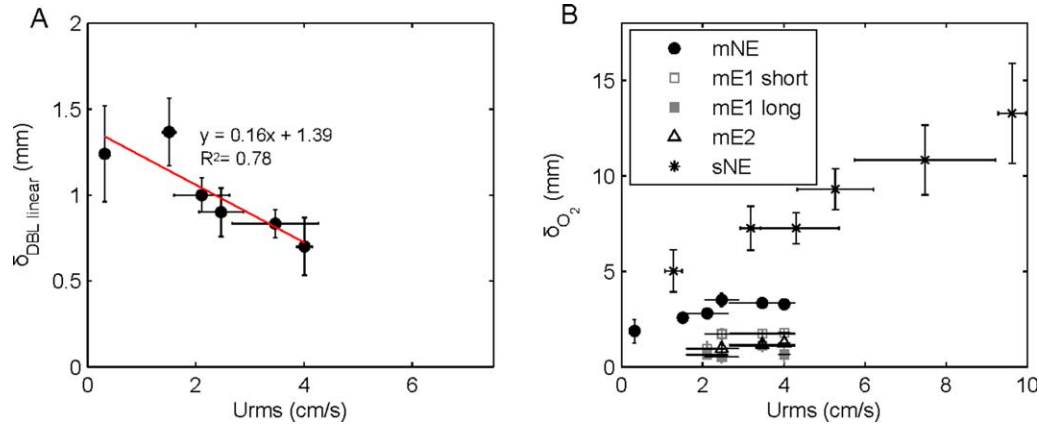 A
δDBL linear (mm)
2
1.5
1
0.5
0
y = 0.16x + 1.39
R²= 0.78
0 2 4 6
Urms (cm/s)
B
δO₂ (mm)
15
10
5
0
mNE
mE1 short
mE1 long
mE2
sNE
0 2 4 6 8 10
Urms (cm/s)